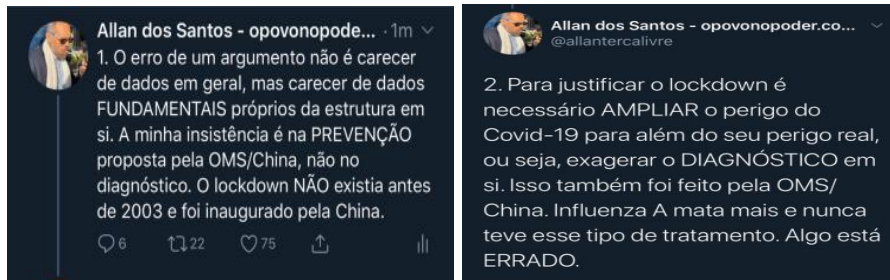 Allan dos Santos - opovonopode... · 1m
1. O erro de um argumento não é carecer
de dados em geral, mas carecer de dados
FUNDAMENTAIS próprios da estrutura em
si. A minha insistência é na PREVENÇÃO
proposta pela OMS/China, não no
diagnóstico. O lockdown NÃO existia antes
de 2003 e foi inaugurado pela China.
6 22 75
Allan dos Santos - opovonopoder.co...
@allantercalivre
2. Para justificar o lockdown é
necessário AMPLIAR o perigo do
Covid-19 para além do seu perigo real,
ou seja, exagerar o DIAGNÓSTICO em
si. Isso também foi feito pela OMS/
China. Influenza A mata mais e nunca
teve esse tipo de tratamento. Algo está
ERRADO.